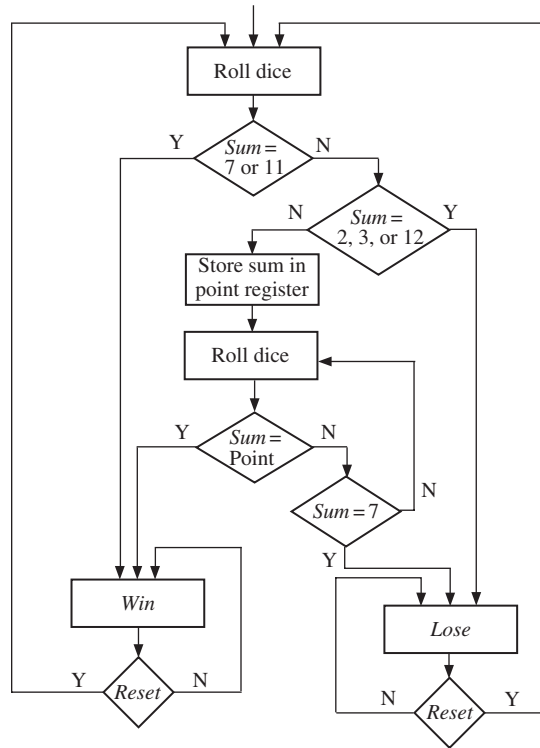 Roll dice
Y
Sum =
7 or 11
N
N
Sum =
2, 3, or 12
Y
Store sum in
point register
Roll dice
Y
Sum =
Point
N
Sum = 7
N
Y
Win
Lose
Y
Reset
N
N
Reset
Y